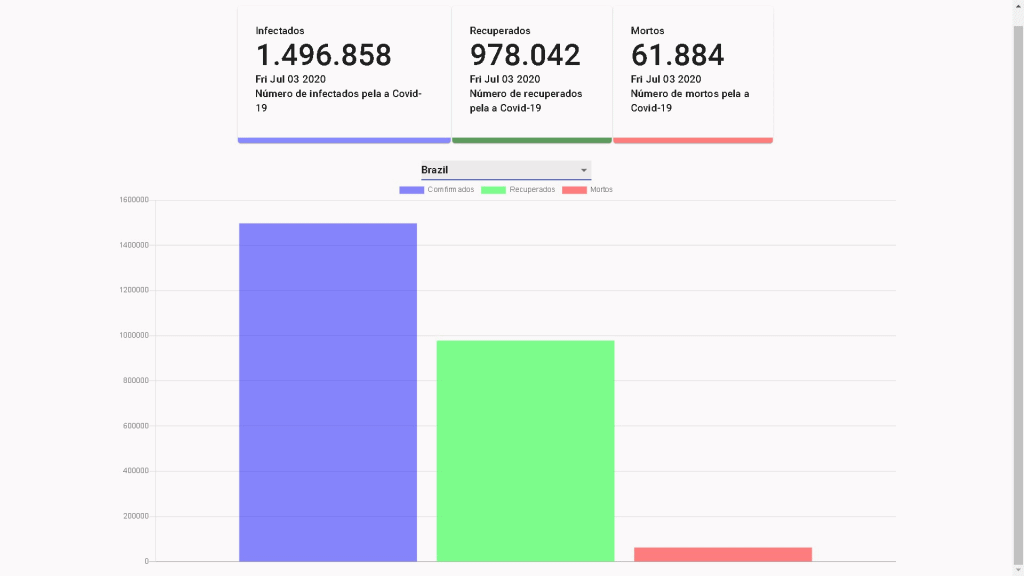 Infectados
1.496.858
Fri Jul 03 2020
Número de infectados pela a Covid-
19
Recuperados
978.042
Fri Jul 03 2020
Número de recuperados
pela a Covid-19
Mortos
61.884
Fri Jul 03 2020
Número de mortos pela a
Covid-19
Brazil
Comfirmados Recuperados Mortos
1600000
1400000
1200000
1000000
800000
600000
400000
200000
0